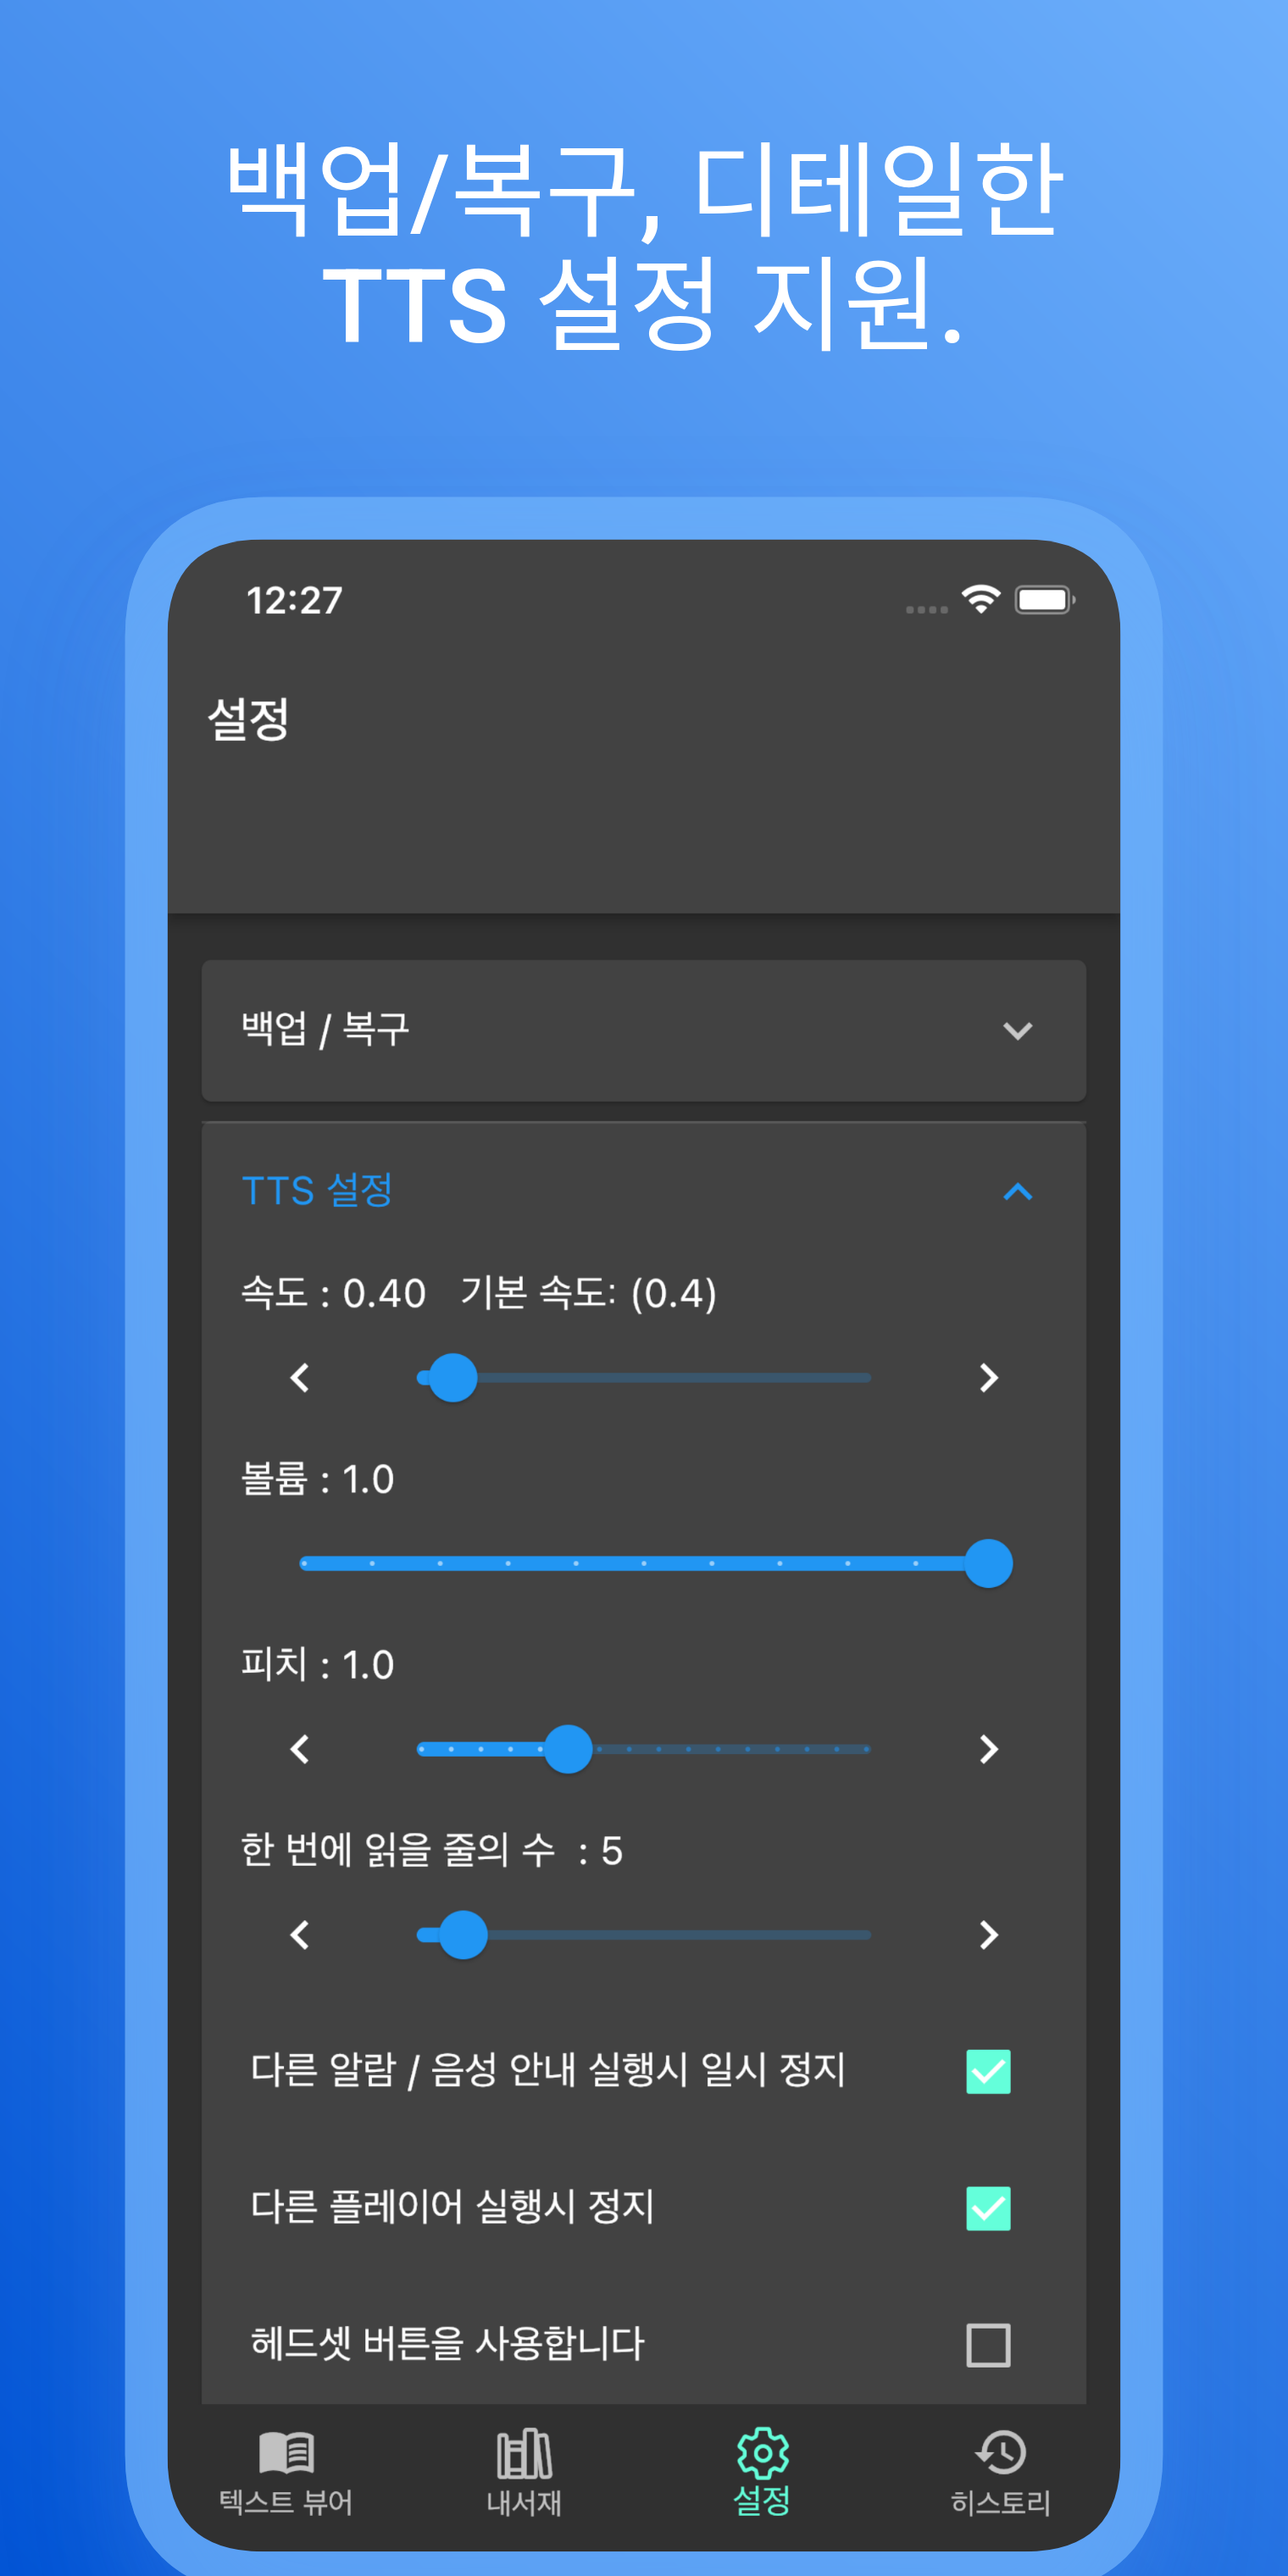 백업/복구, 디테일한
TTS 설정 지원.
12:27
설정
백업 / 복구
TTS 설정
속도 : 0.40 기본 속도: (0.4)
볼륨 : 1.0
피치 : 1.0
한 번에 읽을 줄의 수 : 5
다른 알람 / 음성 안내 실행시 일시 정지
다른 플레이어 실행시 정지
헤드셋 버튼을 사용합니다
텍스트 뷰어 내서재 설정 히스토리